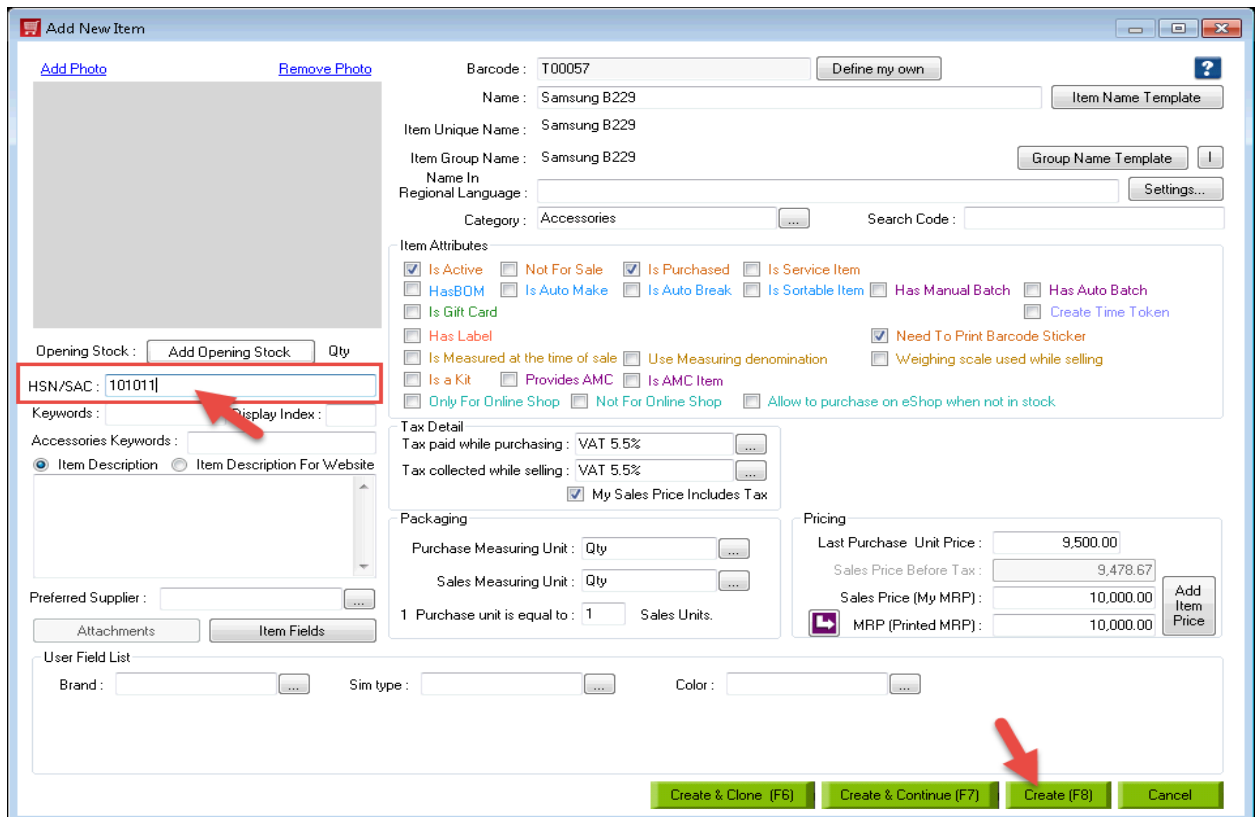 Add New Item
Add Photo Remove Photo
Barcode : T00057 Define my own ?
Name : Samsung B229 Item Name Template
Item Unique Name : Samsung B229
Item Group Name : Samsung B229 Group Name Template I
Name In
Regional Language : Settings...
Category : Accessories ... Search Code :
Item Attributes
Is Active Not For Sale Is Purchased Is Service Item
HasBOM Is Auto Make Is Auto Break Is Sortable Item Has Manual Batch Has Auto Batch
Is Gift Card Create Time Token
Has Label Need To Print Barcode Sticker
Is Measured at the time of sale Use Measuring denomination Weighing scale used while selling
Is a Kit Provides AMC Is AMC Item
Only For Online Shop Not For Online Shop Allow to purchase on eShop when not in stock
Opening Stock : Add Opening Stock Qty
HSN/SAC : 101011
Keywords : Display Index :
Accessories Keywords :
Item Description Item Description For Website
Preferred Supplier : ...
Attachments Item Fields
Tax Detail
Tax paid while purchasing : VAT 5.5% ...
Tax collected while selling : VAT 5.5% ...
My Sales Price Includes Tax
Packaging
Purchase Measuring Unit : Qty ...
Sales Measuring Unit : Qty ...
1 Purchase unit is equal to : 1 Sales Units.
Pricing
Last Purchase Unit Price : 9,500.00
Sales Price Before Tax : 9,478.67
Sales Price (My MRP) : 10,000.00
MRP (Printed MRP) : 10,000.00
Add
Item
Price
User Field List
Brand : ... Sim type : ... Color : ...
Create & Clone (F6) Create & Continue (F7) Create (F8) Cancel